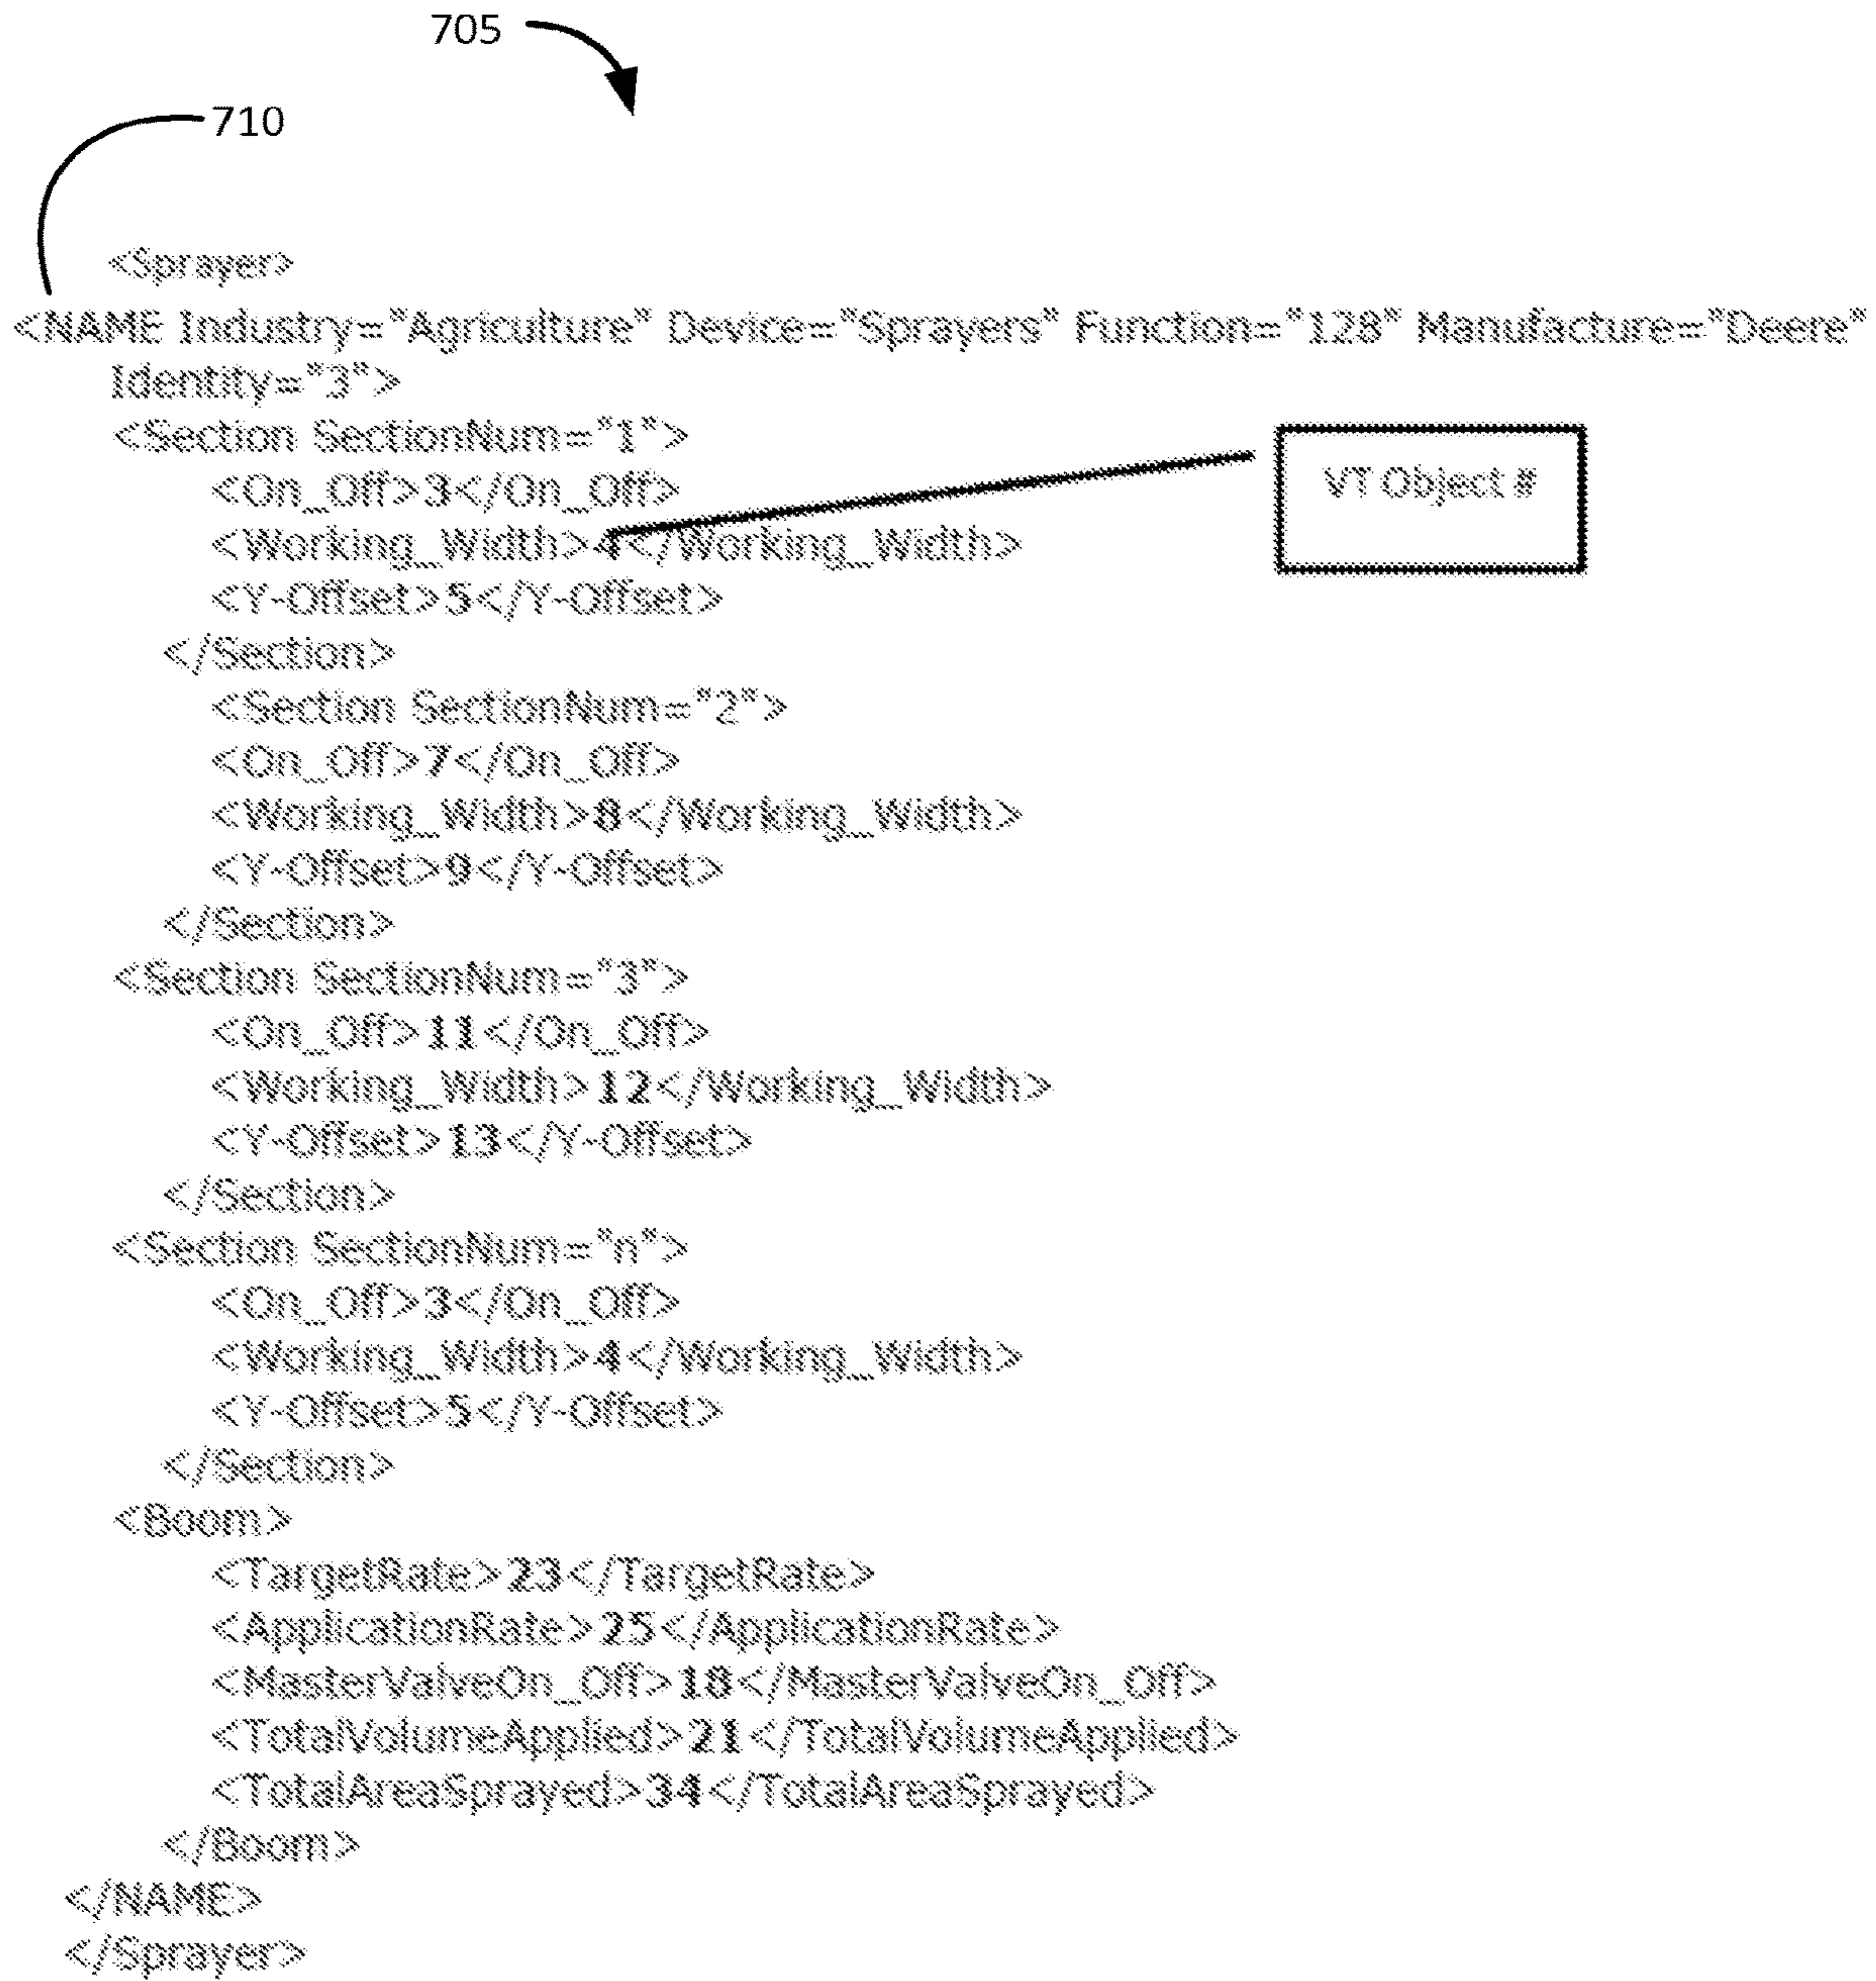 705
710
<Sprayer>
<NAME Industry="Agriculture" Device="Sprayers" Function="128" Manufacture="Deere"
Identity="3">
<Section SectionNum="1">
<On_Off>3</On_Off>
VT Object #
<Working_Width>4</Working_Width>
<Y-Offset>5</Y-Offset>
</Section>
<Section SectionNum="2">
<On_Off>7</On_Off>
<Working_Width>8</Working_Width>
<Y-Offset>9</Y-Offset>
</Section>
<Section SectionNum="3">
<On_Off>11</On_Off>
<Working_Width>12</Working_Width>
<Y-Offset>13</Y-Offset>
</Section>
<Section SectionNum="n">
<On_Off>3</On_Off>
<Working_Width>4</Working_Width>
<Y-Offset>5</Y-Offset>
</Section>
<Boom>
<TargetRate>23</TargetRate>
<ApplicationRate>25</ApplicationRate>
<MasterValveOn_Off>18</MasterValveOn_Off>
<TotalVolumeApplied>21</TotalVolumeApplied>
<TotalAreaSprayed>34</TotalAreaSprayed>
</Boom>
</NAME>
</Sprayer>